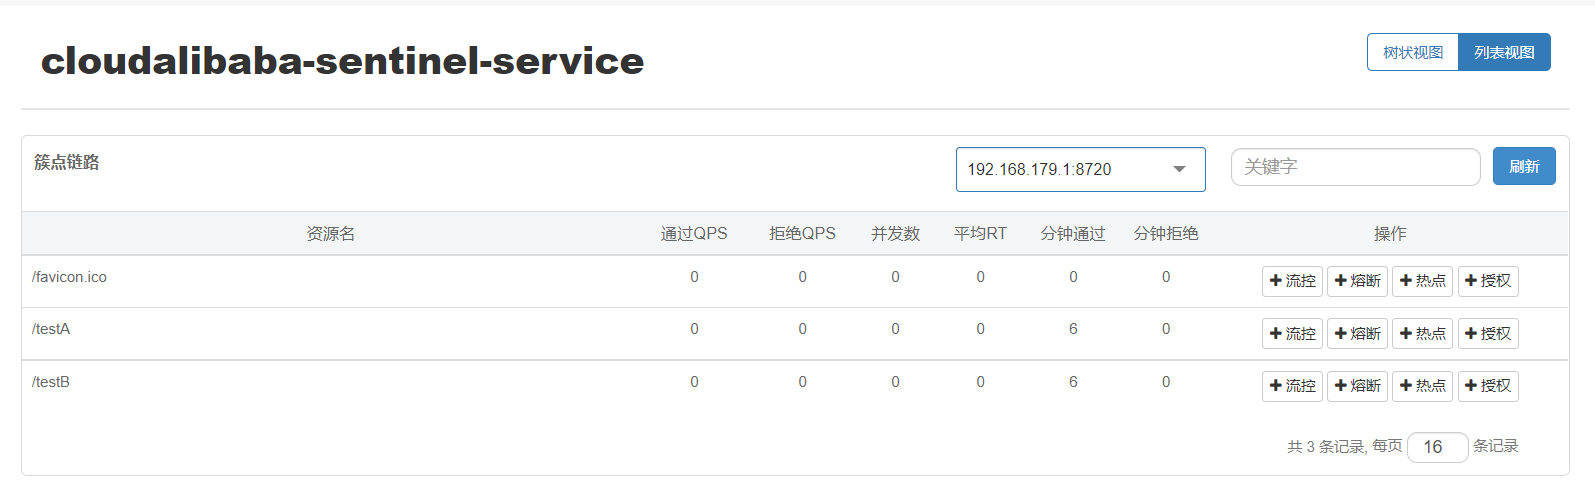 cloudalibaba-sentinel-service
树状视图 列表视图
簇点链路 192.168.179.1:8720 关键字 刷新
资源名 通过QPS 拒绝QPS 并发数 平均RT 分钟通过 分钟拒绝 操作
/favicon.ico 0 0 0 0 0 0 +流控 +熔断 +热点 +授权
/testA 0 0 0 0 6 0 +流控 +熔断 +热点 +授权
/testB 0 0 0 0 6 0 +流控 +熔断 +热点 +授权
共 3 条记录, 每页 16 条记录